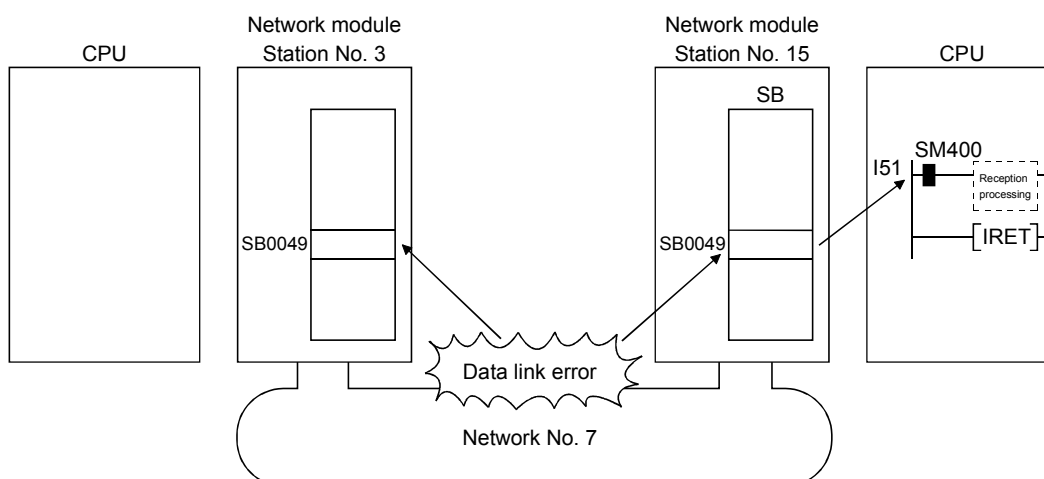 Network module
Network module
CPU
Station No. 3
Station No. 15
CPU
SB
SM400
I51
Reception
processing
SB0049
SB0049
[IRET]
Data link error
Network No. 7